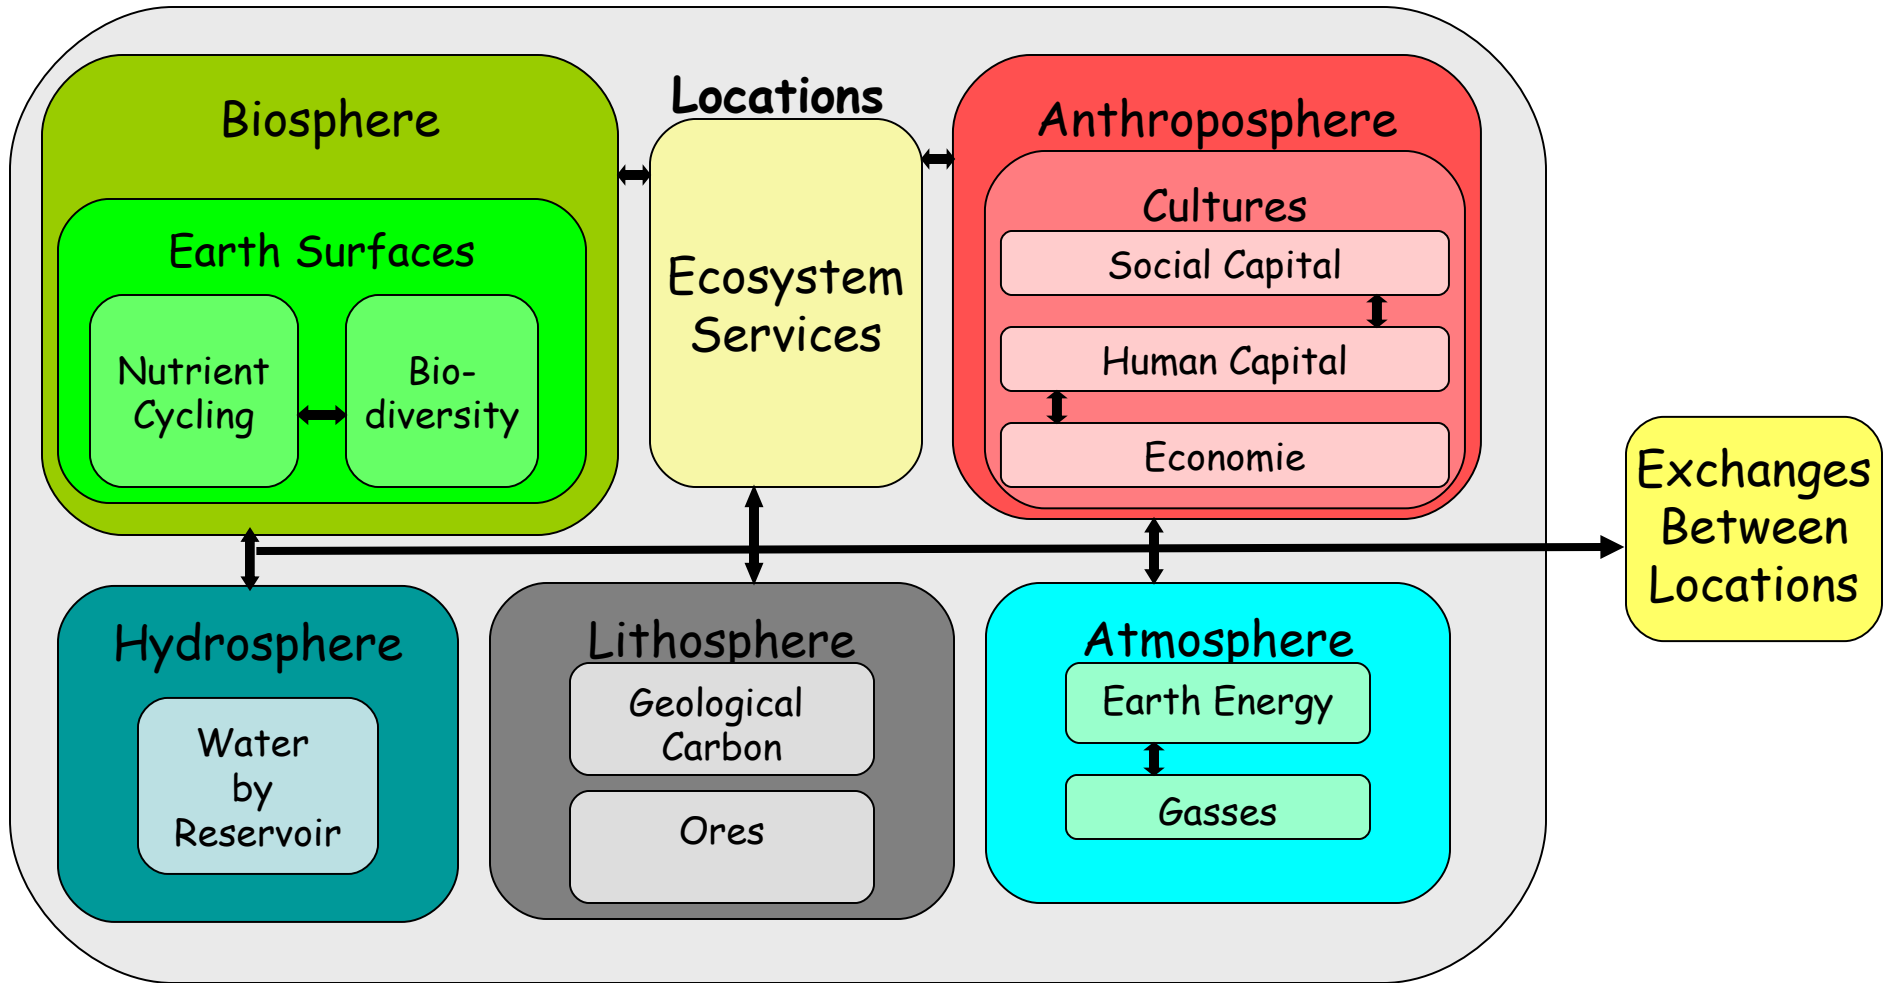 Locations
Biosphere
Earth Surfaces
Nutrient
Cycling
Bio-
diversity
Ecosystem
Services
Anthroposphere
Cultures
Social Capital
Human Capital
Economie
Hydrosphere
Water
by
Reservoir
Lithosphere
Geological
Carbon
Ores
Atmosphere
Earth Energy
Gasses
Exchanges
Between
Locations